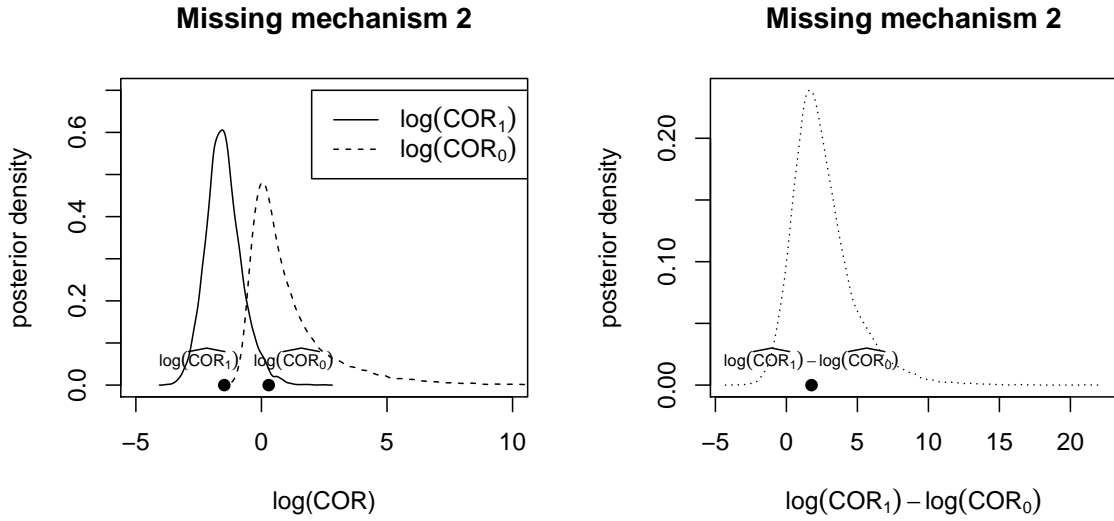 Missing mechanism 2
posterior density
0.0 0.2 0.4 0.6
log(COR₁)
log(COR₀)
log(COR₁^) log(COR₀^)
−5 0 5 10
log(COR)
Missing mechanism 2
posterior density
0.00 0.10 0.20
log(COR₁^) − log(COR₀^)
−5 0 5 10 15 20
log(COR₁) − log(COR₀)